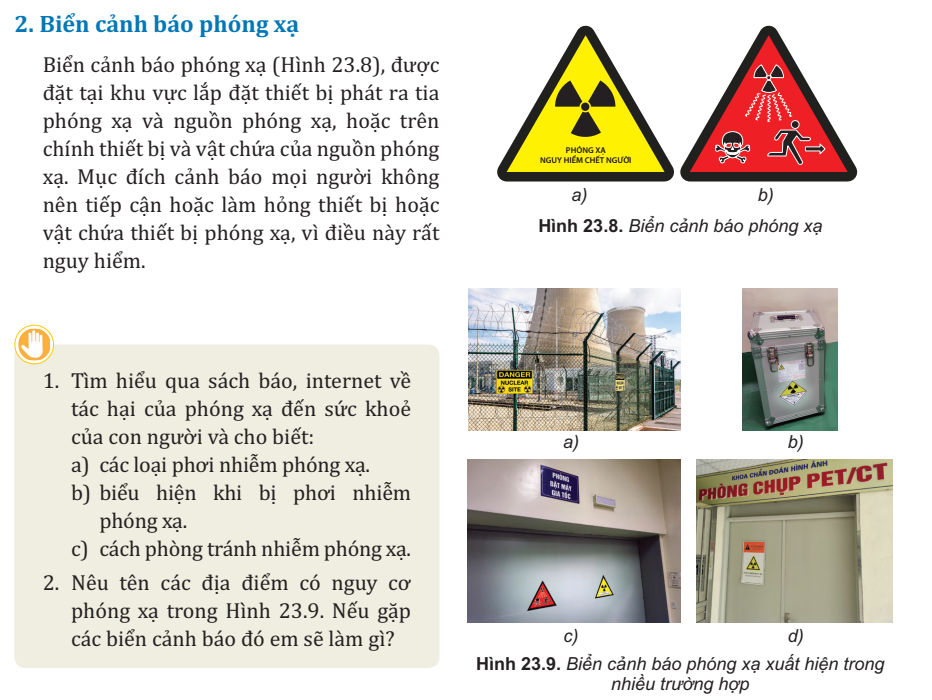 2. Biển cảnh báo phóng xạ
Biển cảnh báo phóng xạ (Hình 23.8), được
đặt tại khu vực lắp đặt thiết bị phát ra tia
phóng xạ và nguồn phóng xạ, hoặc trên
chính thiết bị và vật chứa của nguồn phóng
xạ. Mục đích cảnh báo mọi người không
nên tiếp cận hoặc làm hỏng thiết bị hoặc
vật chứa thiết bị phóng xạ, vì điều này rất
nguy hiểm.
PHÓNG XẠ
NGUY HIỂM CHẾT NGƯỜI
a)
b)
Hình 23.8. Biển cảnh báo phóng xạ
1. Tìm hiểu qua sách báo, internet về
tác hại của phóng xạ đến sức khoẻ
của con người và cho biết:
a) các loại phơi nhiễm phóng xạ.
b) biểu hiện khi bị phơi nhiễm
phóng xạ.
c) cách phòng tránh nhiễm phóng xạ.
2. Nêu tên các địa điểm có nguy cơ
phóng xạ trong Hình 23.9. Nếu gặp
các biển cảnh báo đó em sẽ làm gì?
DANGER
NUCLEAR
SITE
a)
b)
PHÒNG
ĐẶT MÁY
GIA TỐC
c)
KHOA CHẨN ĐOÁN HÌNH ẢNH
PHÒNG CHỤP PET/CT
d)
Hình 23.9. Biển cảnh báo phóng xạ xuất hiện trong
nhiều trường hợp